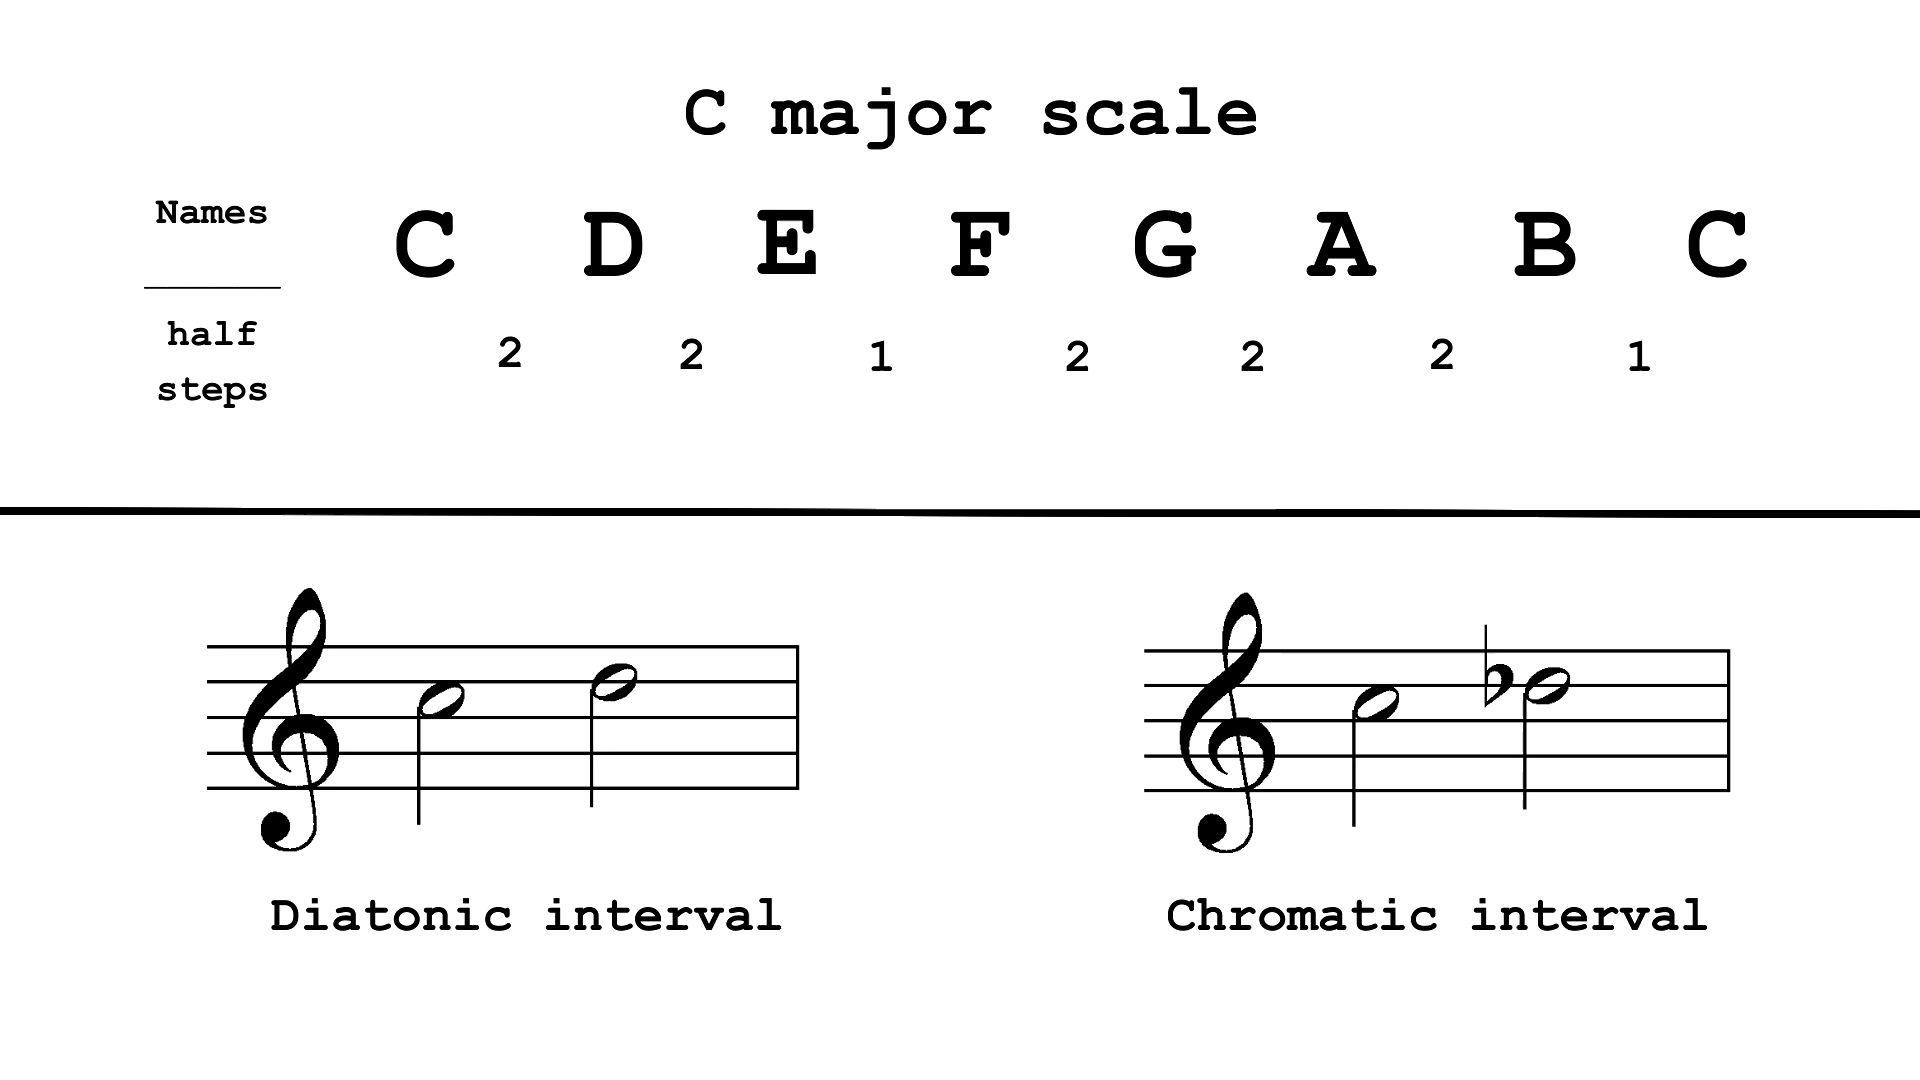 C major scale
Names
C D E F G A B C
half
steps
2 2 1 2 2 2 1
Diatonic interval
Chromatic interval